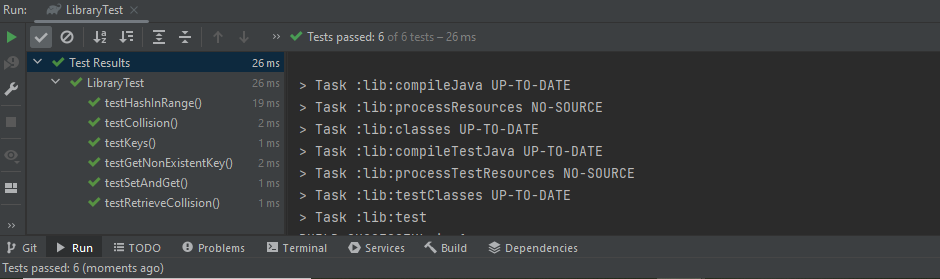 Run: LibraryTest
Tests passed: 6 of 6 tests – 26 ms
Test Results 26 ms
LibraryTest 26 ms
testHashInRange() 19 ms
testCollision() 2 ms
testKeys() 1 ms
testGetNonExistentKey() 2 ms
testSetAndGet() 1 ms
testRetrieveCollision() 1 ms
> Task :lib:compileJava UP-TO-DATE
> Task :lib:processResources NO-SOURCE
> Task :lib:classes UP-TO-DATE
> Task :lib:compileTestJava UP-TO-DATE
> Task :lib:processTestResources NO-SOURCE
> Task :lib:testClasses UP-TO-DATE
> Task :lib:test
Git Run TODO Problems Terminal Services Build Dependencies
Tests passed: 6 (moments ago)